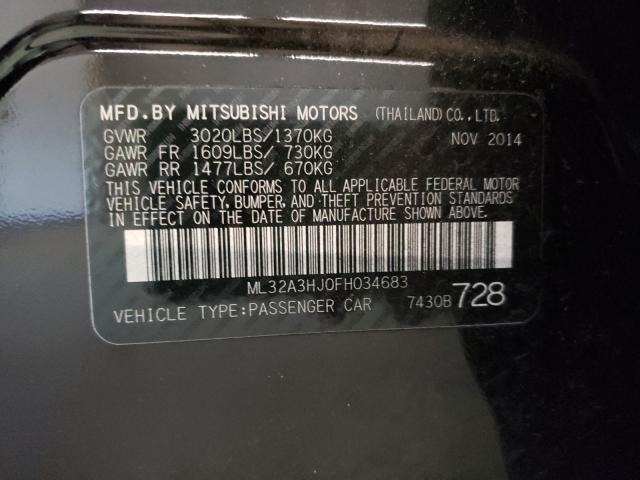 MFD.BY MITSUBISHI MOTORS (THAILAND)CO.,LTD.
GVWR 3020LBS/1370KG NOV 2014
GAWR FR 1609LBS/ 730KG
GAWR RR 1477LBS/ 670KG
THIS VEHICLE CONFORMS TO ALL APPLICABLE FEDERAL MOTOR
VEHICLE SAFETY, BUMPER, AND THEFT PREVENTION STANDARDS
IN EFFECT ON THE DATE OF MANUFACTURE SHOWN ABOVE.
ML32A3HJ0FH034683
VEHICLE TYPE:PASSENGER CAR 7430B 728